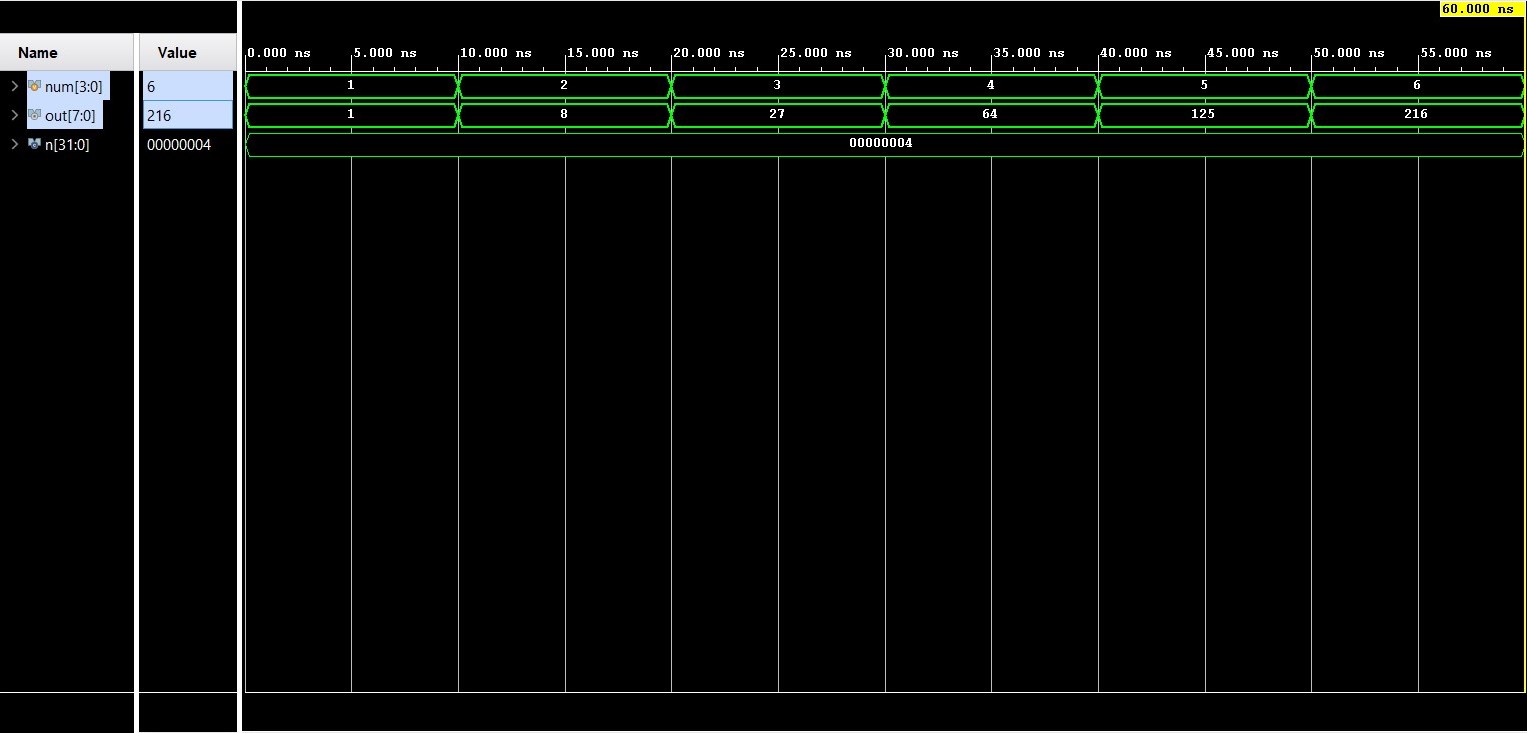 60.000 ns
Name Value 0.000 ns 5.000 ns 10.000 ns 15.000 ns 20.000 ns 25.000 ns 30.000 ns 35.000 ns 40.000 ns 45.000 ns 50.000 ns 55.000 ns
num[3:0] 6 1 2 3 4 5 6
out[7:0] 216 1 8 27 64 125 216
n[31:0] 00000004 00000004